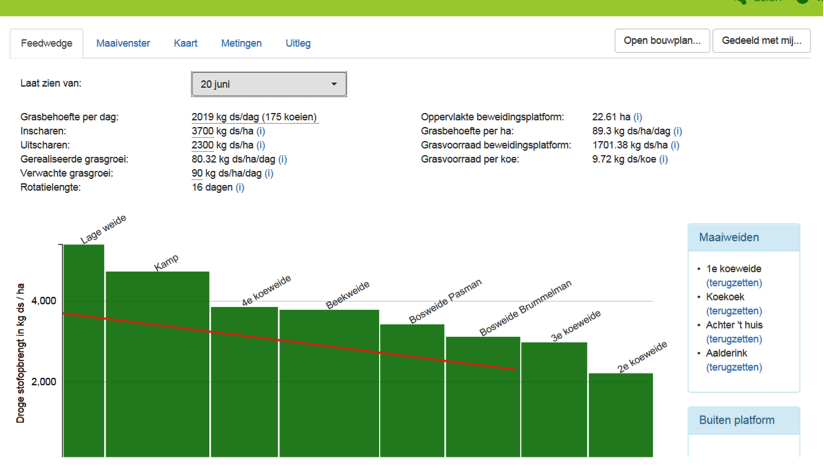 delen
Feedwedge
Maaivenster
Kaart
Metingen
Uitleg
Open bouwplan...
Gedeeld met mij...
Laat zien van:
20 juni
Grasbehoefte per dag: 2019 kg ds/dag (175 koeien)
Inscharen: 3700 kg ds/ha (i)
Uitscharen: 2300 kg ds/ha (i)
Gerealiseerde grasgroei: 80.32 kg ds/ha/dag (i)
Verwachte grasgroei: 90 kg ds/ha/dag (i)
Rotatielengte: 16 dagen (i)
Oppervlakte beweidingsplatform: 22.61 ha (i)
Grasbehoefte per ha: 89.3 kg ds/ha/dag (i)
Grasvoorraad beweidingsplatform: 1701.38 kg ds/ha (i)
Grasvoorraad per koe: 9.72 kg ds/koe (i)
Droge stofopbrengt in kg ds / ha
4,000
2,000
Lage weide
Kamp
4e koeweide
Beekweide
Bosweide Pasman
Bosweide Brummelman
3e koeweide
2e koeweide
Maaiweiden
1e koeweide
(terugzetten)
Koekoek
(terugzetten)
Achter 't huis
(terugzetten)
Aalderink
(terugzetten)
Buiten platform